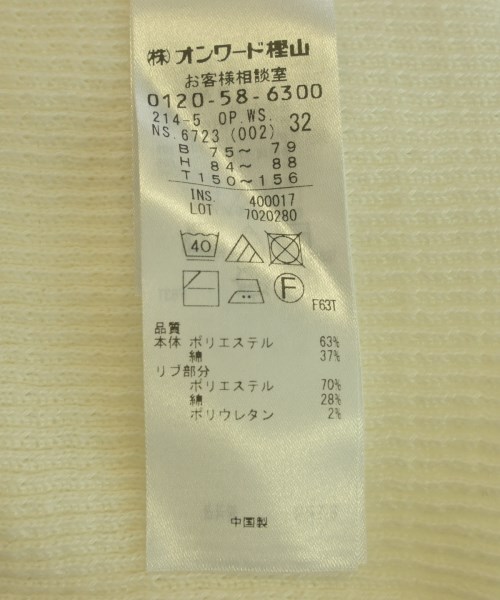 (株)オンワード樫山
お客様相談室
0120-58-6300
214-5 OP.WS. 32
NS.6723 (002)
B 75～ 79
H 84～ 88
T150～156
INS. 400017
LOT 7020280
40
F
F63T
品質
本体 ポリエステル 63%
綿 37%
リブ部分
ポリエステル 70%
綿 28%
ポリウレタン 2%
中国製